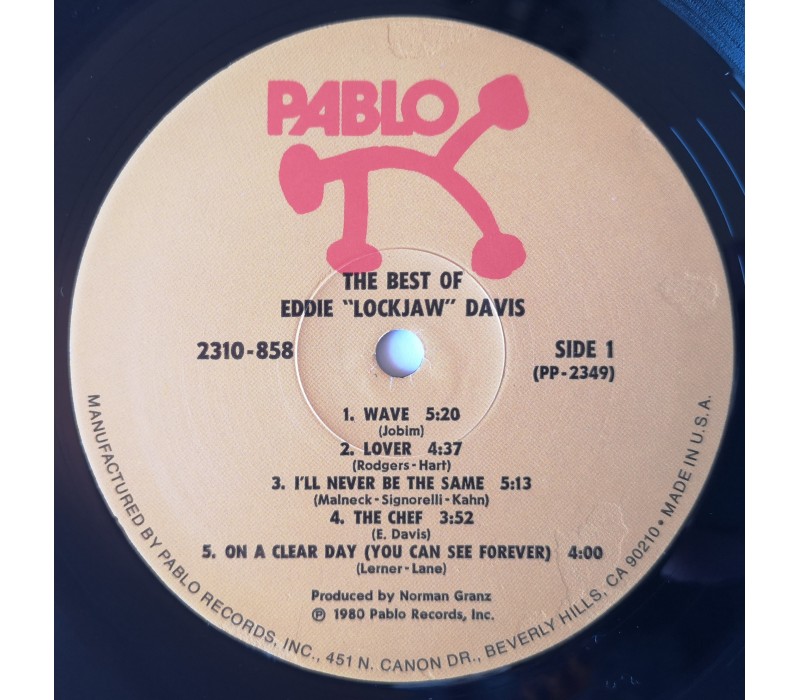 PABLO
THE BEST OF
EDDIE "LOCKJAW" DAVIS
2310-858
SIDE 1
(PP-2349)
1. WAVE 5:20
(Jobim)
2. LOVER 4:37
(Rodgers-Hart)
3. I'LL NEVER BE THE SAME 5:13
(Malneck-Signorelli-Kahn)
4. THE CHEF 3:52
(E. Davis)
5. ON A CLEAR DAY (YOU CAN SEE FOREVER) 4:00
(Lerner-Lane)
Produced by Norman Granz
℗ 1980 Pablo Records, Inc.
MANUFACTURED BY PABLO RECORDS, INC., 451 N. CANON DR., BEVERLY HILLS, CA 90210 • MADE IN U.S.A.